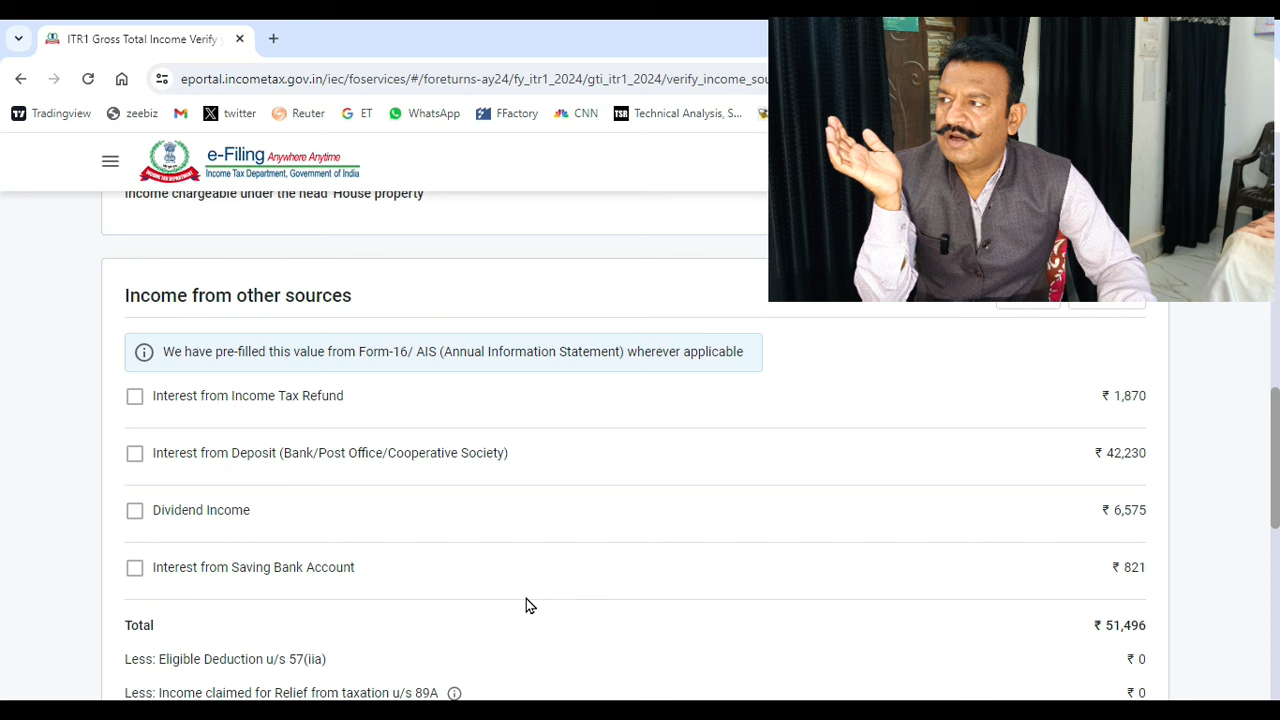 ITR1 Gross Total Income Verify
eportal.incometax.gov.in/iec/foservices/#/foreturns-ay24/fy_itr1_2024/gti_itr1_2024/verify_income_sou
Tradingview zeebiz twitter Reuter ET WhatsApp FFactory CNN TSR Technical Analysis, S...
e-Filing Anywhere Anytime
Income Tax Department, Government of India
INCOME TAX DEPARTMENT
Income chargeable under the head 'House property'
Income from other sources
We have pre-filled this value from Form-16/ AIS (Annual Information Statement) wherever applicable
Interest from Income Tax Refund ₹ 1,870
Interest from Deposit (Bank/Post Office/Cooperative Society) ₹ 42,230
Dividend Income ₹ 6,575
Interest from Saving Bank Account ₹ 821
Total ₹ 51,496
Less: Eligible Deduction u/s 57(iia) ₹ 0
Less: Income claimed for Relief from taxation u/s 89A ₹ 0